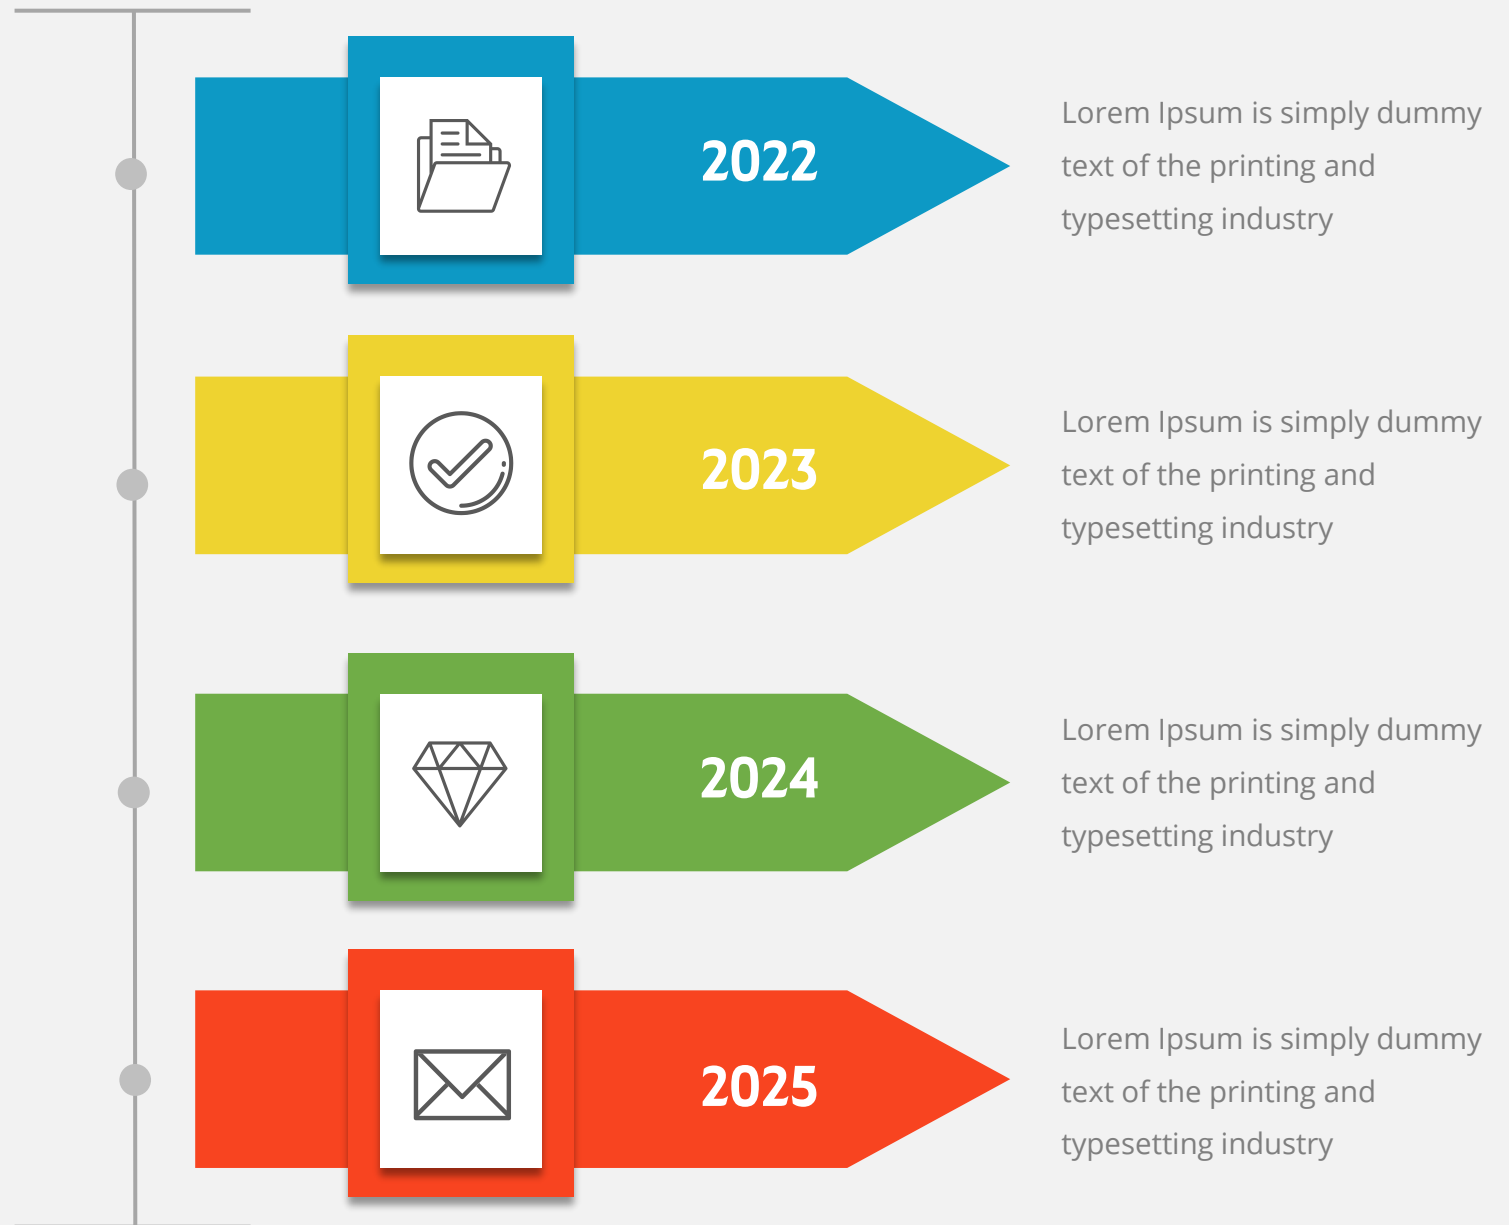 2022
Lorem Ipsum is simply dummy
text of the printing and
typesetting industry
2023
Lorem Ipsum is simply dummy
text of the printing and
typesetting industry
2024
Lorem Ipsum is simply dummy
text of the printing and
typesetting industry
2025
Lorem Ipsum is simply dummy
text of the printing and
typesetting industry